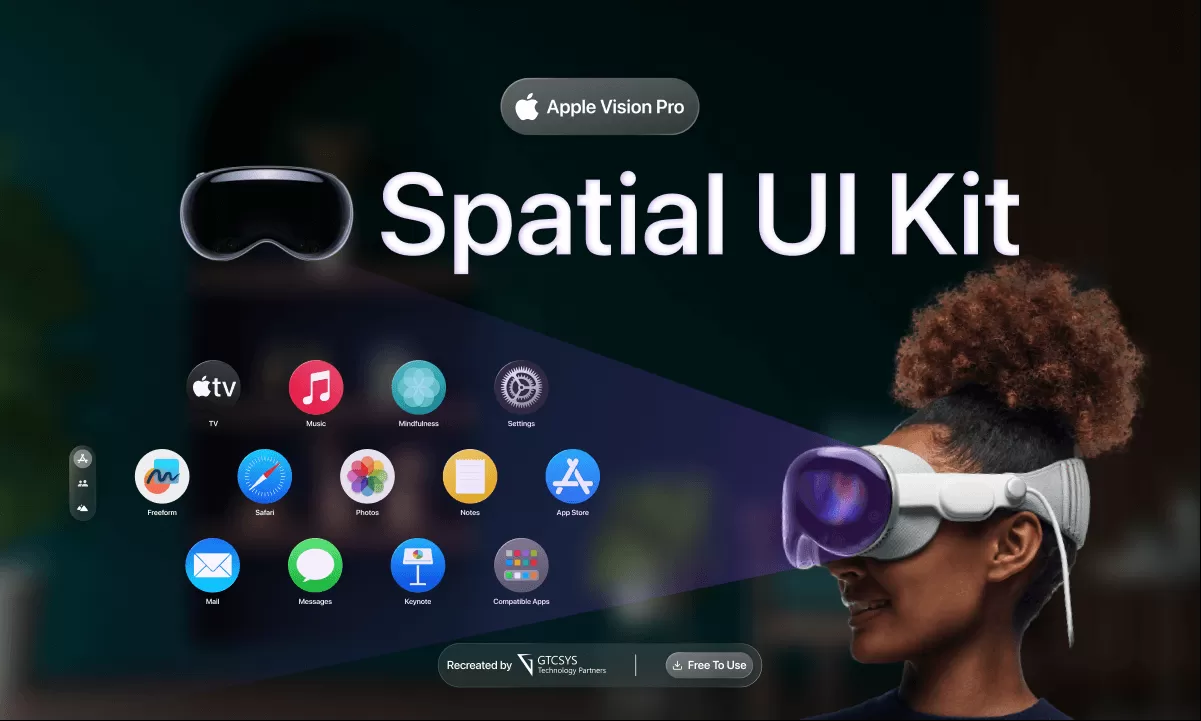 Apple Vision Pro
Spatial UI Kit
tv
TV
Music
Mindfulness
Settings
Freeform
Safari
Photos
Notes
App Store
Mail
Messages
Keynote
Compatible Apps
Recreated by GTCSYS
Technology Partners
Free To Use